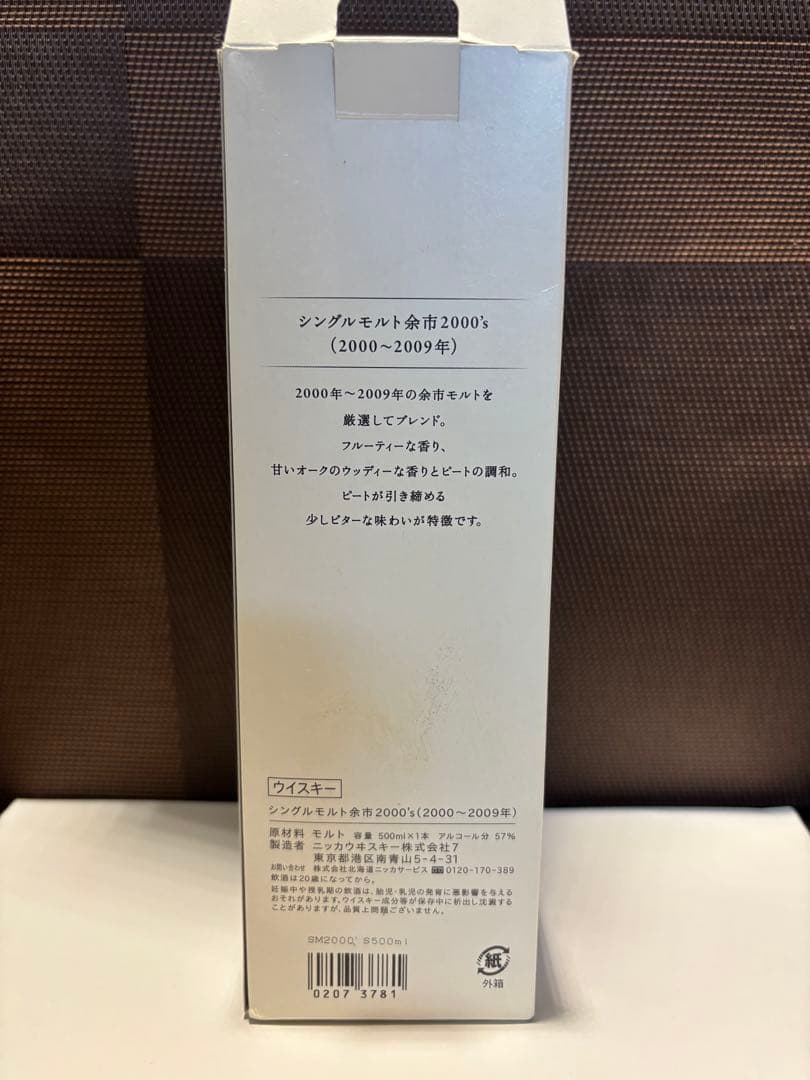 シングルモルト余市2000's
(2000～2009年)
2000年～2009年の余市モルトを
厳選してブレンド。
フルーティーな香り、
甘いオークのウッディーな香りとピートの調和。
ピートが引き締める
少しビターな味わいが特徴です。
ウイスキー
シングルモルト余市2000's(2000～2009年)
原材料 モルト 容量 500ml×1本 アルコール分 57%
製造者 ニッカウヰスキー株式会社7
東京都港区南青山5-4-31
お問い合わせ 株式会社北海道ニッカサービス 0120-170-389
飲酒は20歳になってから。
妊娠中や授乳期の飲酒は、胎児・乳児の発育に悪影響を与える
おそれがあります。ウイスキー成分等が保存中に析出し沈澱する
ことがありますが、品質上問題ございません。
SM2000' S500ml
0207 3781
紙
外箱